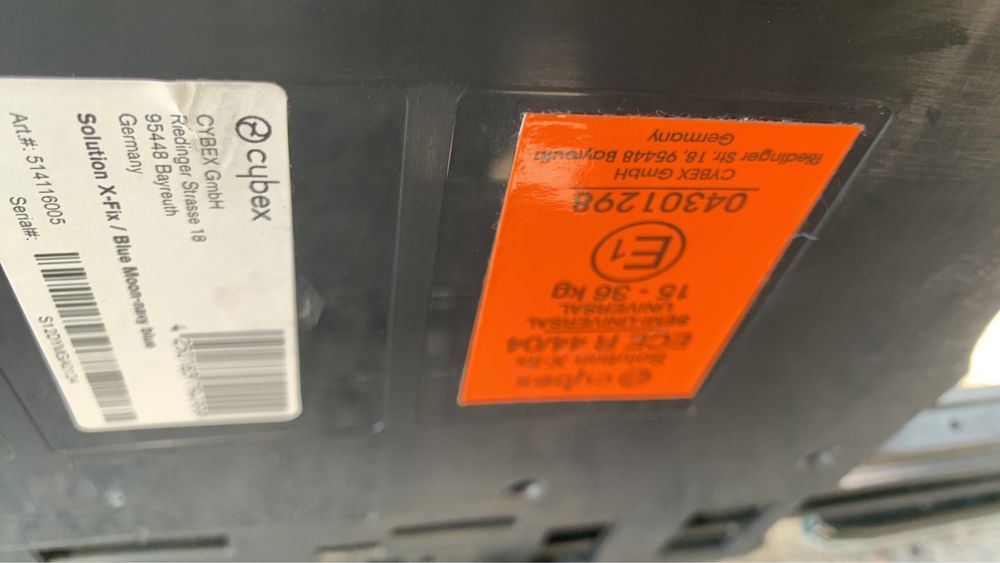 cybex
CYBEX GmbH
Riedinger Strasse 18
95448 Bayreuth
Germany
Solution X-Fix / Blue Moon-navy blue
Art.#: 514116005
Serial#:
cybex
Solution X-fix
ECE R 44/04
SEMI-UNIVERSAL
UNIVERSAL
15 - 36 kg
E1
04301298
CYBEX GmbH
Riedinger Str. 18, 95448 Bayreuth
Germany